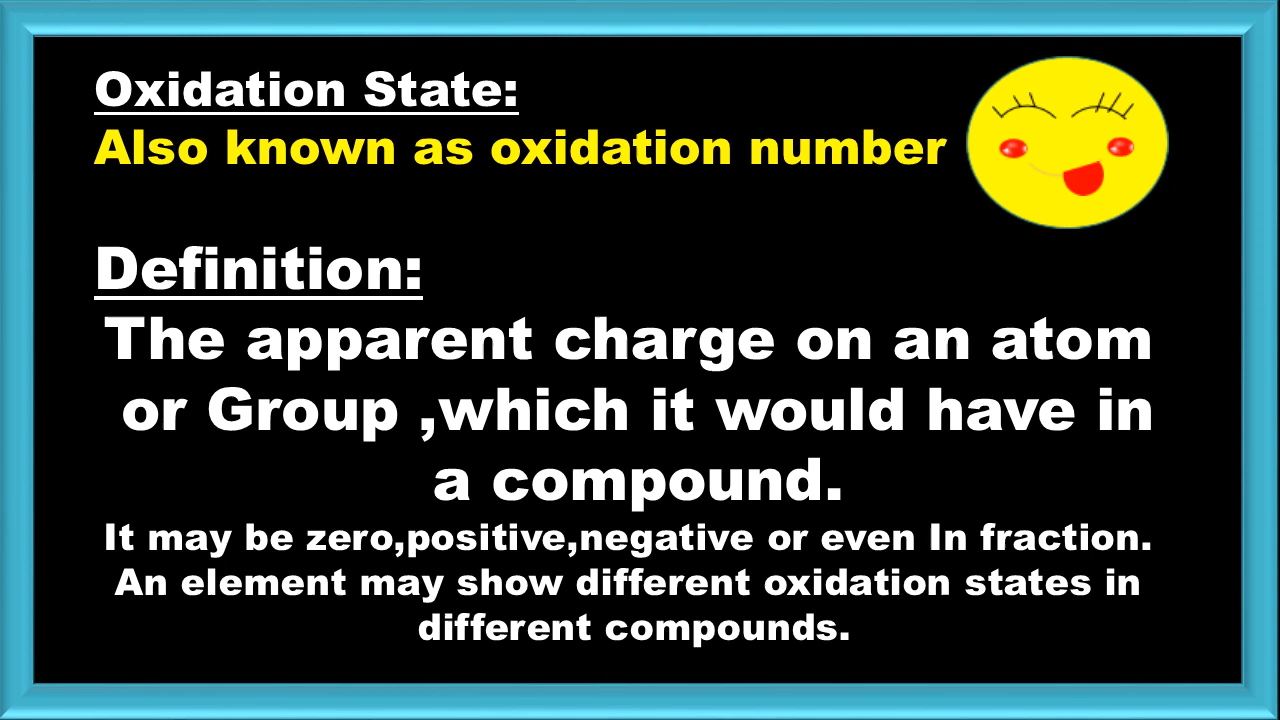 Oxidation State:
Also known as oxidation number
Definition:
The apparent charge on an atom
or Group ,which it would have in
a compound.
It may be zero,positive,negative or even In fraction.
An element may show different oxidation states in
different compounds.